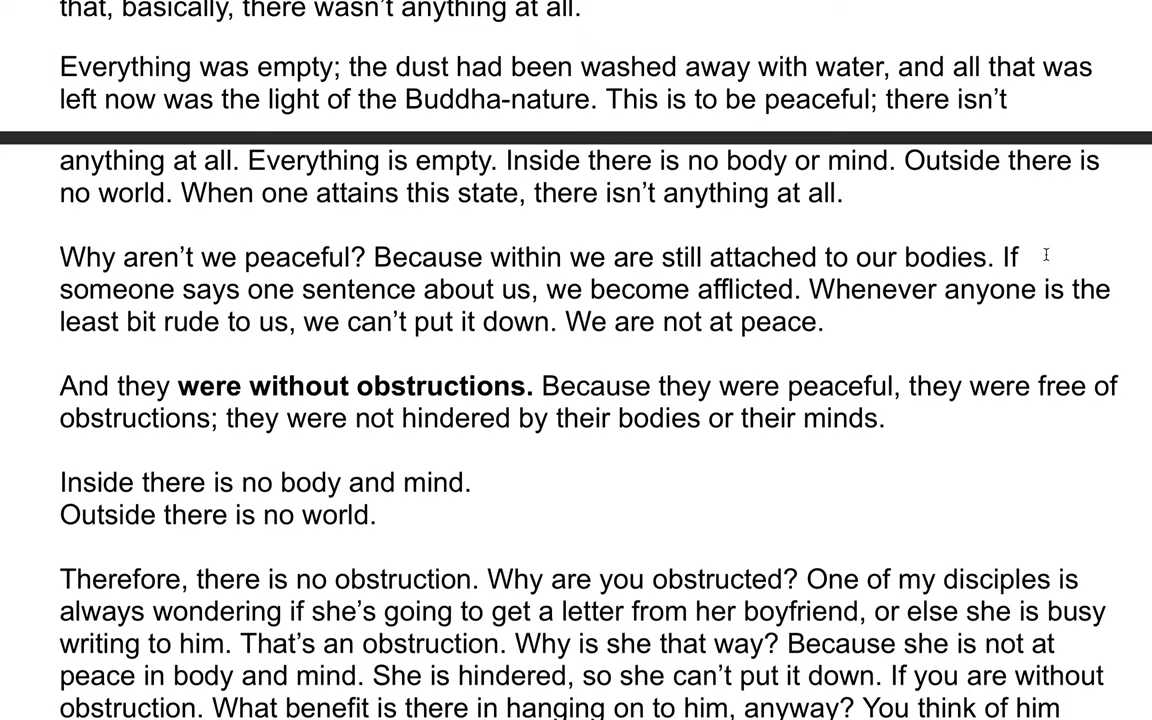 that, basically, there wasn't anything at all.
Everything was empty; the dust had been washed away with water, and all that was
left now was the light of the Buddha-nature. This is to be peaceful; there isn't
anything at all. Everything is empty. Inside there is no body or mind. Outside there is
no world. When one attains this state, there isn't anything at all.
Why aren't we peaceful? Because within we are still attached to our bodies. If
someone says one sentence about us, we become afflicted. Whenever anyone is the
least bit rude to us, we can't put it down. We are not at peace.
And they were without obstructions. Because they were peaceful, they were free of
obstructions; they were not hindered by their bodies or their minds.
Inside there is no body and mind.
Outside there is no world.
Therefore, there is no obstruction. Why are you obstructed? One of my disciples is
always wondering if she's going to get a letter from her boyfriend, or else she is busy
writing to him. That's an obstruction. Why is she that way? Because she is not at
peace in body and mind. She is hindered, so she can't put it down. If you are without
obstruction. What benefit is there in hanging on to him, anyway? You think of him